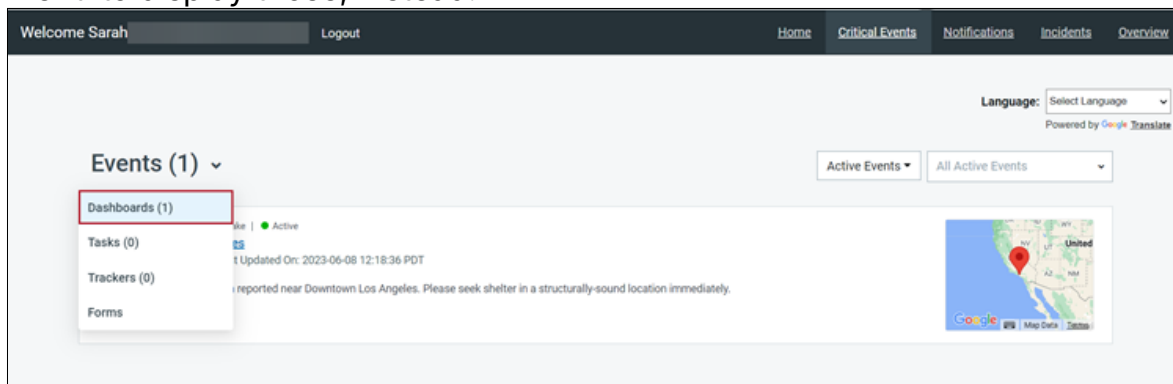 Welcome Sarah Logout Home Critical Events Notifications Incidents Overview
Language: Select Language
Powered by Google Translate
Events (1)
Active Events All Active Events
Dashboards (1)
ke | Active
Tasks (0)
es
t Updated On: 2023-06-08 12:18:36 PDT
Trackers (0)
reported near Downtown Los Angeles. Please seek shelter in a structurally-sound location immediately.
Forms
NV UT United
AZ NM
Google Map Data Terms